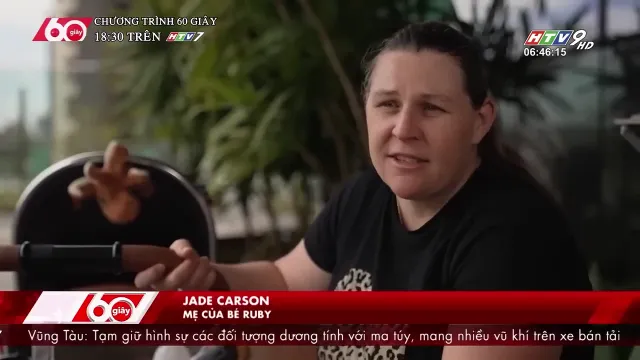 60 giây
CHƯƠNG TRÌNH 60 GIÂY
18:30 TRÊN HTV7
HTV9 HD
06:46:15
JADE CARSON
MẸ CỦA BÉ RUBY
60 giây
Vũng Tàu: Tạm giữ hình sự các đối tượng dương tính với ma túy, mang nhiều vũ khí trên xe bán tải